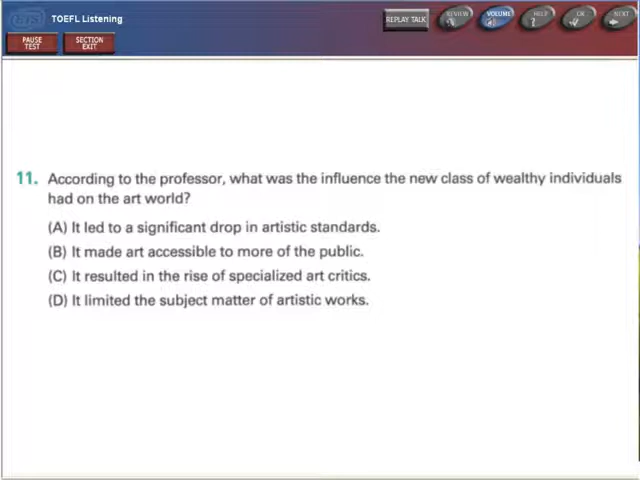 ETS TOEFL Listening
REPLAY TALK
REVIEW
VOLUME
HELP
OK
NEXT
PAUSE
TEST
SECTION
EXIT
11. According to the professor, what was the influence the new class of wealthy individuals
had on the art world?
(A) It led to a significant drop in artistic standards.
(B) It made art accessible to more of the public.
(C) It resulted in the rise of specialized art critics.
(D) It limited the subject matter of artistic works.